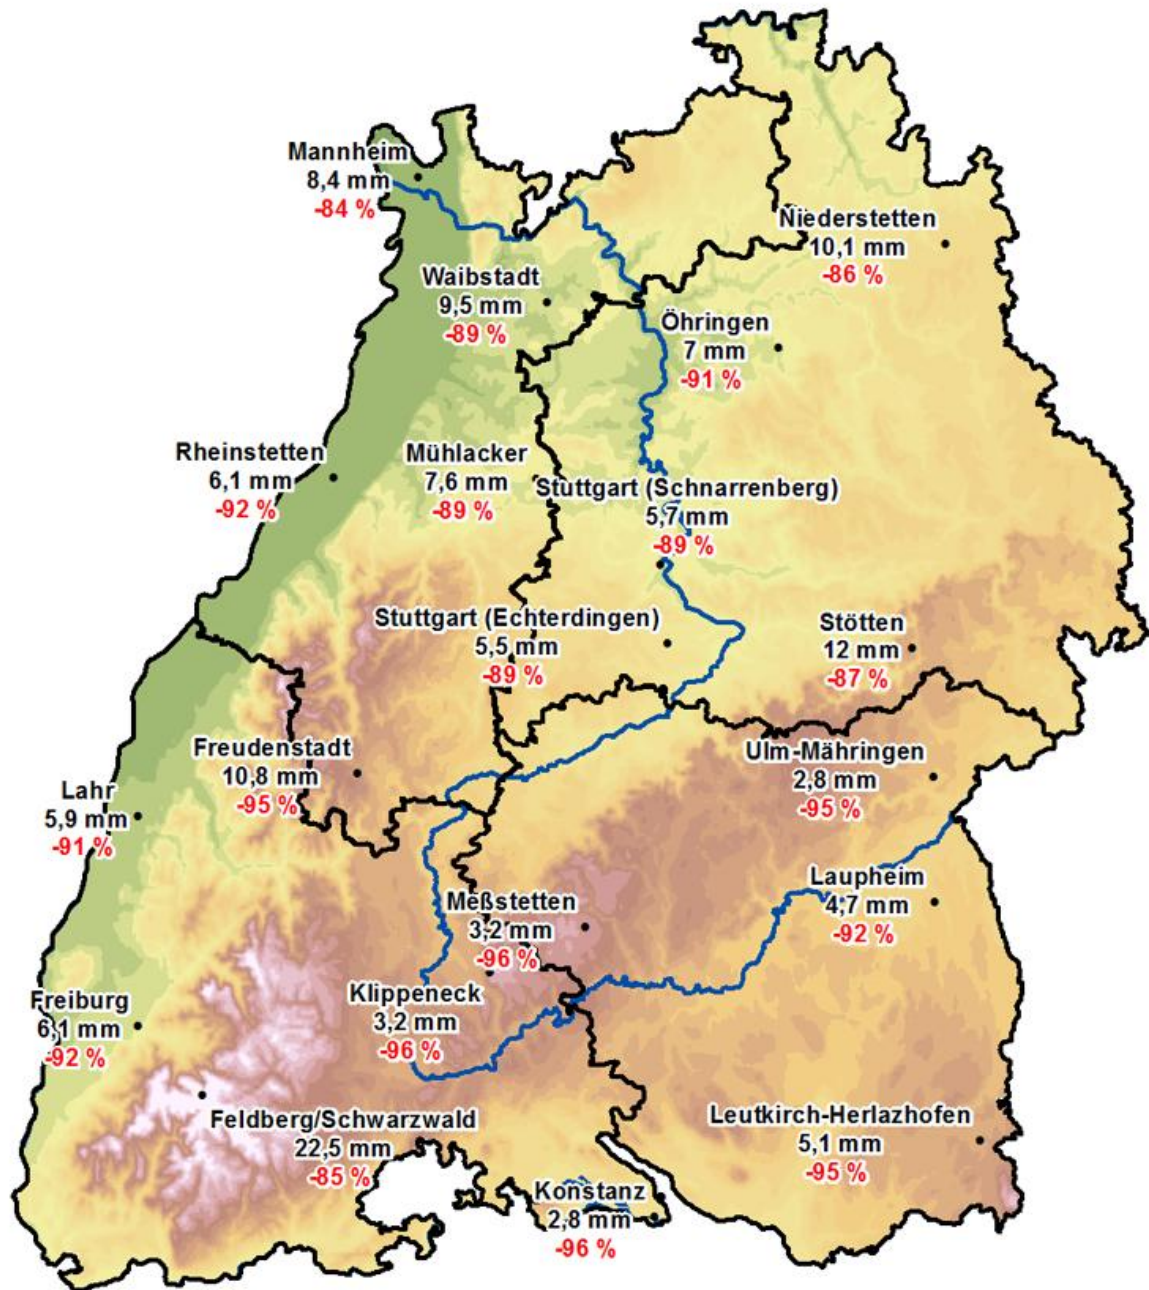 Mannheim
8,4 mm
-84 %
Niederstetten
10,1 mm
-86 %
Waibstadt
9,5 mm
-89 %
Öhringen
7 mm
-91 %
Rheinstetten
6,1 mm
-92 %
Mühlacker
7,6 mm
-89 %
Stuttgart (Schnarrenberg)
5,7 mm
-89 %
Stuttgart (Echterdingen)
5,5 mm
-89 %
Stötten
12 mm
-87 %
Freudenstadt
10,8 mm
-95 %
Ulm-Mähringen
2,8 mm
-95 %
Lahr
5,9 mm
-91 %
Laupheim
4,7 mm
-92 %
Meßstetten
3,2 mm
-96 %
Klippeneck
3,2 mm
-96 %
Freiburg
6,1 mm
-92 %
Feldberg/Schwarzwald
22,5 mm
-85 %
Leutkirch-Herlazhofen
5,1 mm
-95 %
Konstanz
2,8 mm
-96 %